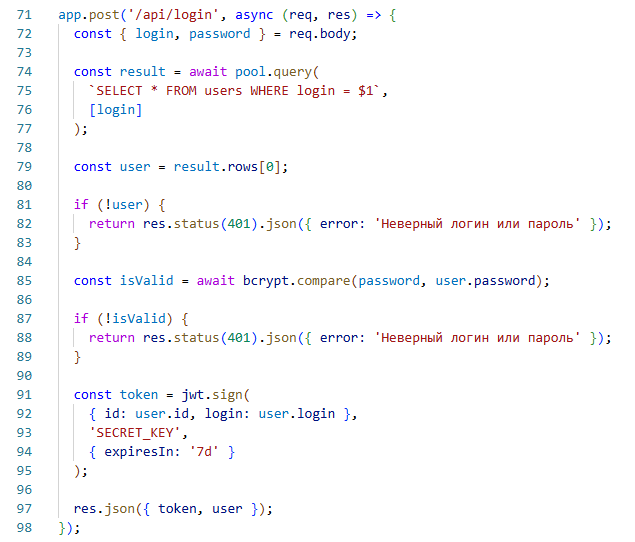 71 app.post('/api/login', async (req, res) => {
72   const { login, password } = req.body;
73
74   const result = await pool.query(
75     `SELECT * FROM users WHERE login = $1`,
76     [login]
77   );
78
79   const user = result.rows[0];
80
81   if (!user) {
82     return res.status(401).json({ error: 'Неверный логин или пароль' });
83   }
84
85   const isValid = await bcrypt.compare(password, user.password);
86
87   if (!isValid) {
88     return res.status(401).json({ error: 'Неверный логин или пароль' });
89   }
90
91   const token = jwt.sign(
92     { id: user.id, login: user.login },
93     'SECRET_KEY',
94     { expiresIn: '7d' }
95   );
96
97   res.json({ token, user });
98 });